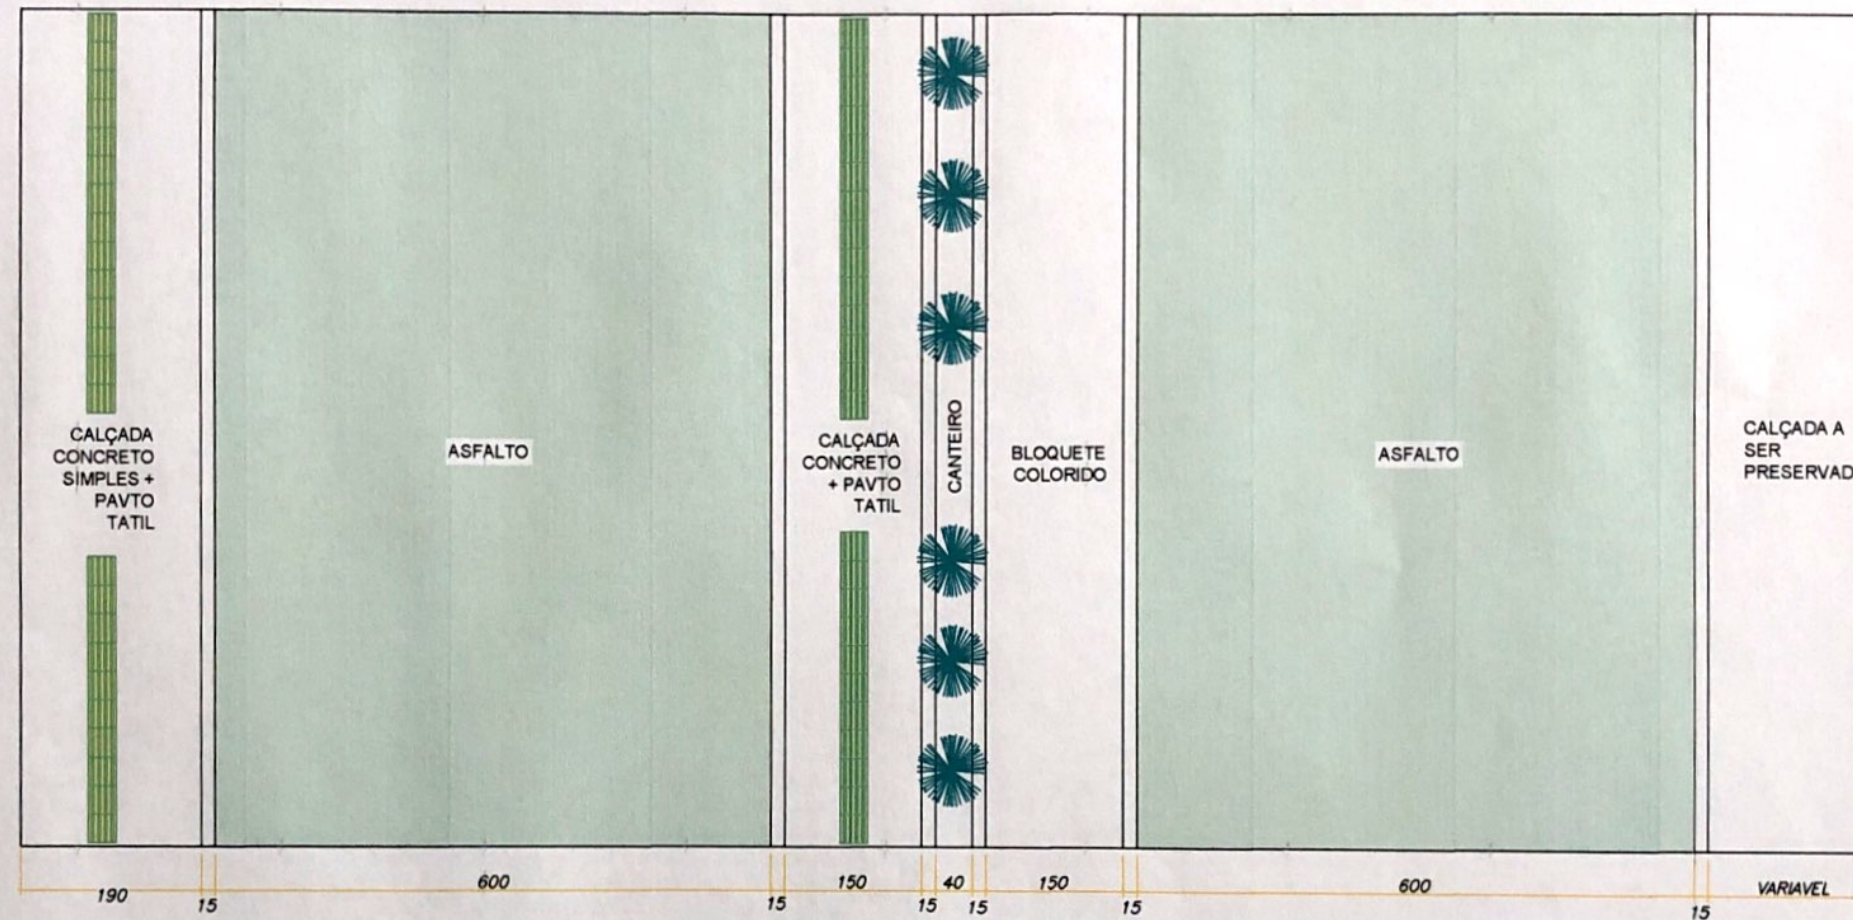 CALÇADA
CONCRETO
SIMPLES +
PAVTO
TATIL
ASFALTO
CALÇADA
CONCRETO
+ PAVTO
TATIL
CANTEIRO
BLOQUETE
COLORIDO
ASFALTO
CALÇADA A
SER
PRESERVAD
190
15
600
15
150
15
40
15
150
15
600
15
VARIAVEL